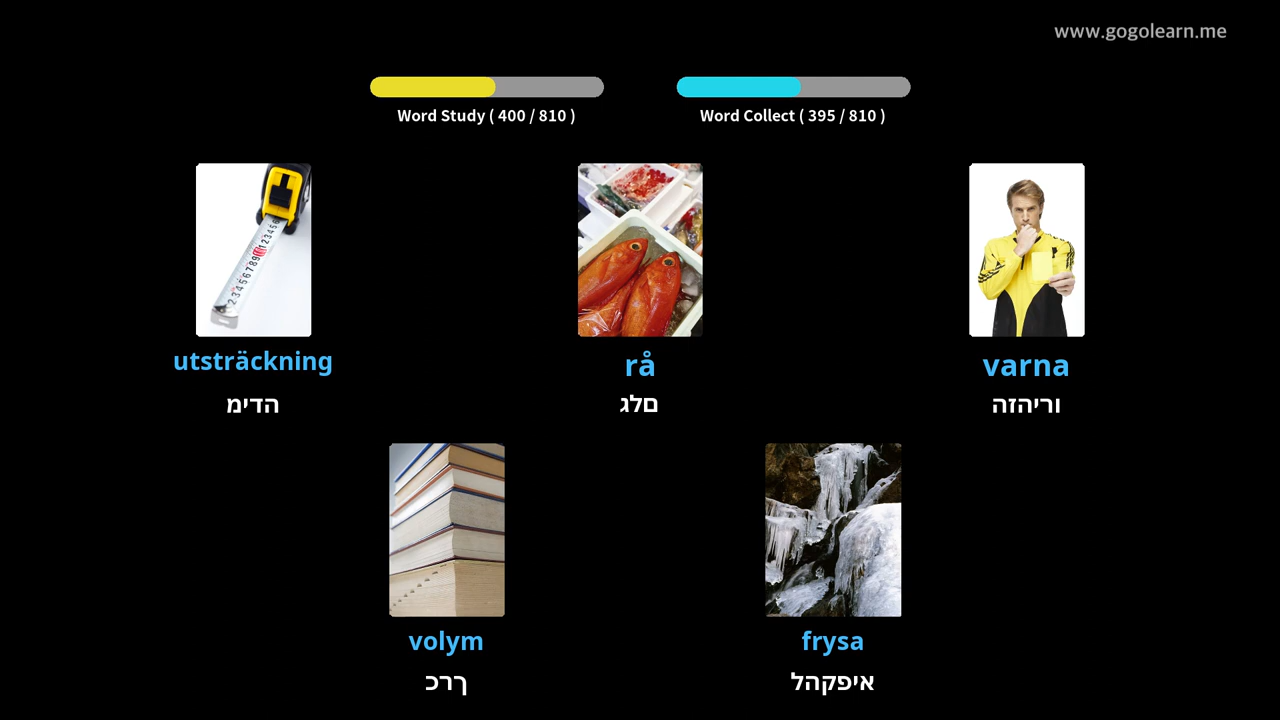 www.gogolearn.me
Word Study ( 400 / 810 )
Word Collect ( 395 / 810 )
utsträckning
הדימ
rå
םלג
varna
וריהזה
volym
ךרכ
frysa
איפקהל